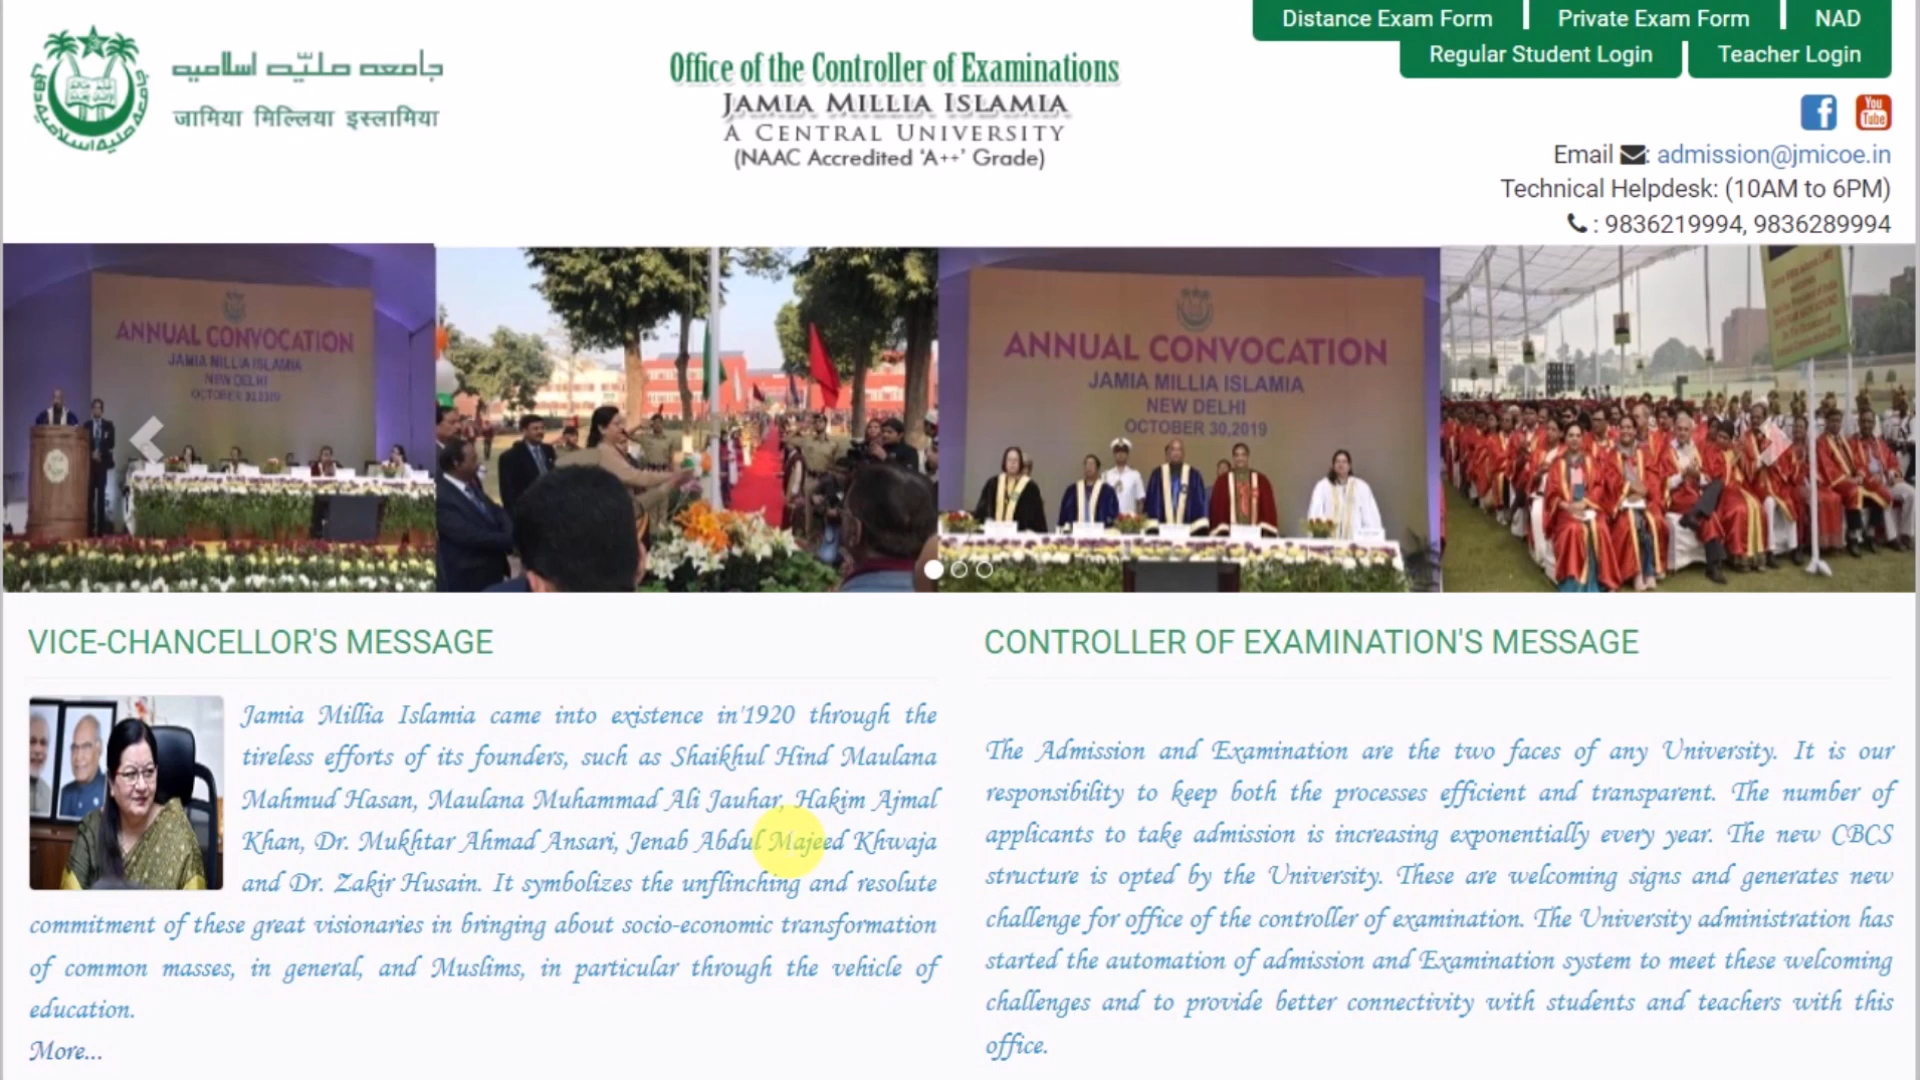 Distance Exam Form
Private Exam Form
NAD
Regular Student Login
Teacher Login
جامعہ ملیّہ اسلامیہ
जामिया मिल्लिया इस्लामिया
Office of the Controller of Examinations
JAMIA MILLIA ISLAMIA
A CENTRAL UNIVERSITY
(NAAC Accredited ‘A++’ Grade)
You
Tube
Email : admission@jmicoe.in
Technical Helpdesk: (10AM to 6PM)
: 9836219994, 9836289994
ANNUAL CONVOCATION
JAMIA MILLIA ISLAMIA
NEW DELHI
OCTOBER 30,2019
ANNUAL CONVOCATION
JAMIA MILLIA ISLAMIA
NEW DELHI
OCTOBER 30,2019
VICE-CHANCELLOR'S MESSAGE
Jamia Millia Islamia came into existence in'1920 through the
tireless efforts of its founders, such as Shaikhul Hind Maulana
Mahmud Hasan, Maulana Muhammad Ali Jauhar, Hakim Ajmal
Khan, Dr. Mukhtar Ahmad Ansari, Jenab Abdul Majeed Khwaja
and Dr. Zakir Husain. It symbolizes the unflinching and resolute
commitment of these great visionaries in bringing about socio-economic transformation
of common masses, in general, and Muslims, in particular through the vehicle of
education.
More...
CONTROLLER OF EXAMINATION'S MESSAGE
The Admission and Examination are the two faces of any University. It is our
responsibility to keep both the processes efficient and transparent. The number of
applicants to take admission is increasing exponentially every year. The new CBCS
structure is opted by the University. These are welcoming signs and generates new
challenge for office of the controller of examination. The University administration has
started the automation of admission and Examination system to meet these welcoming
challenges and to provide better connectivity with students and teachers with this
office.